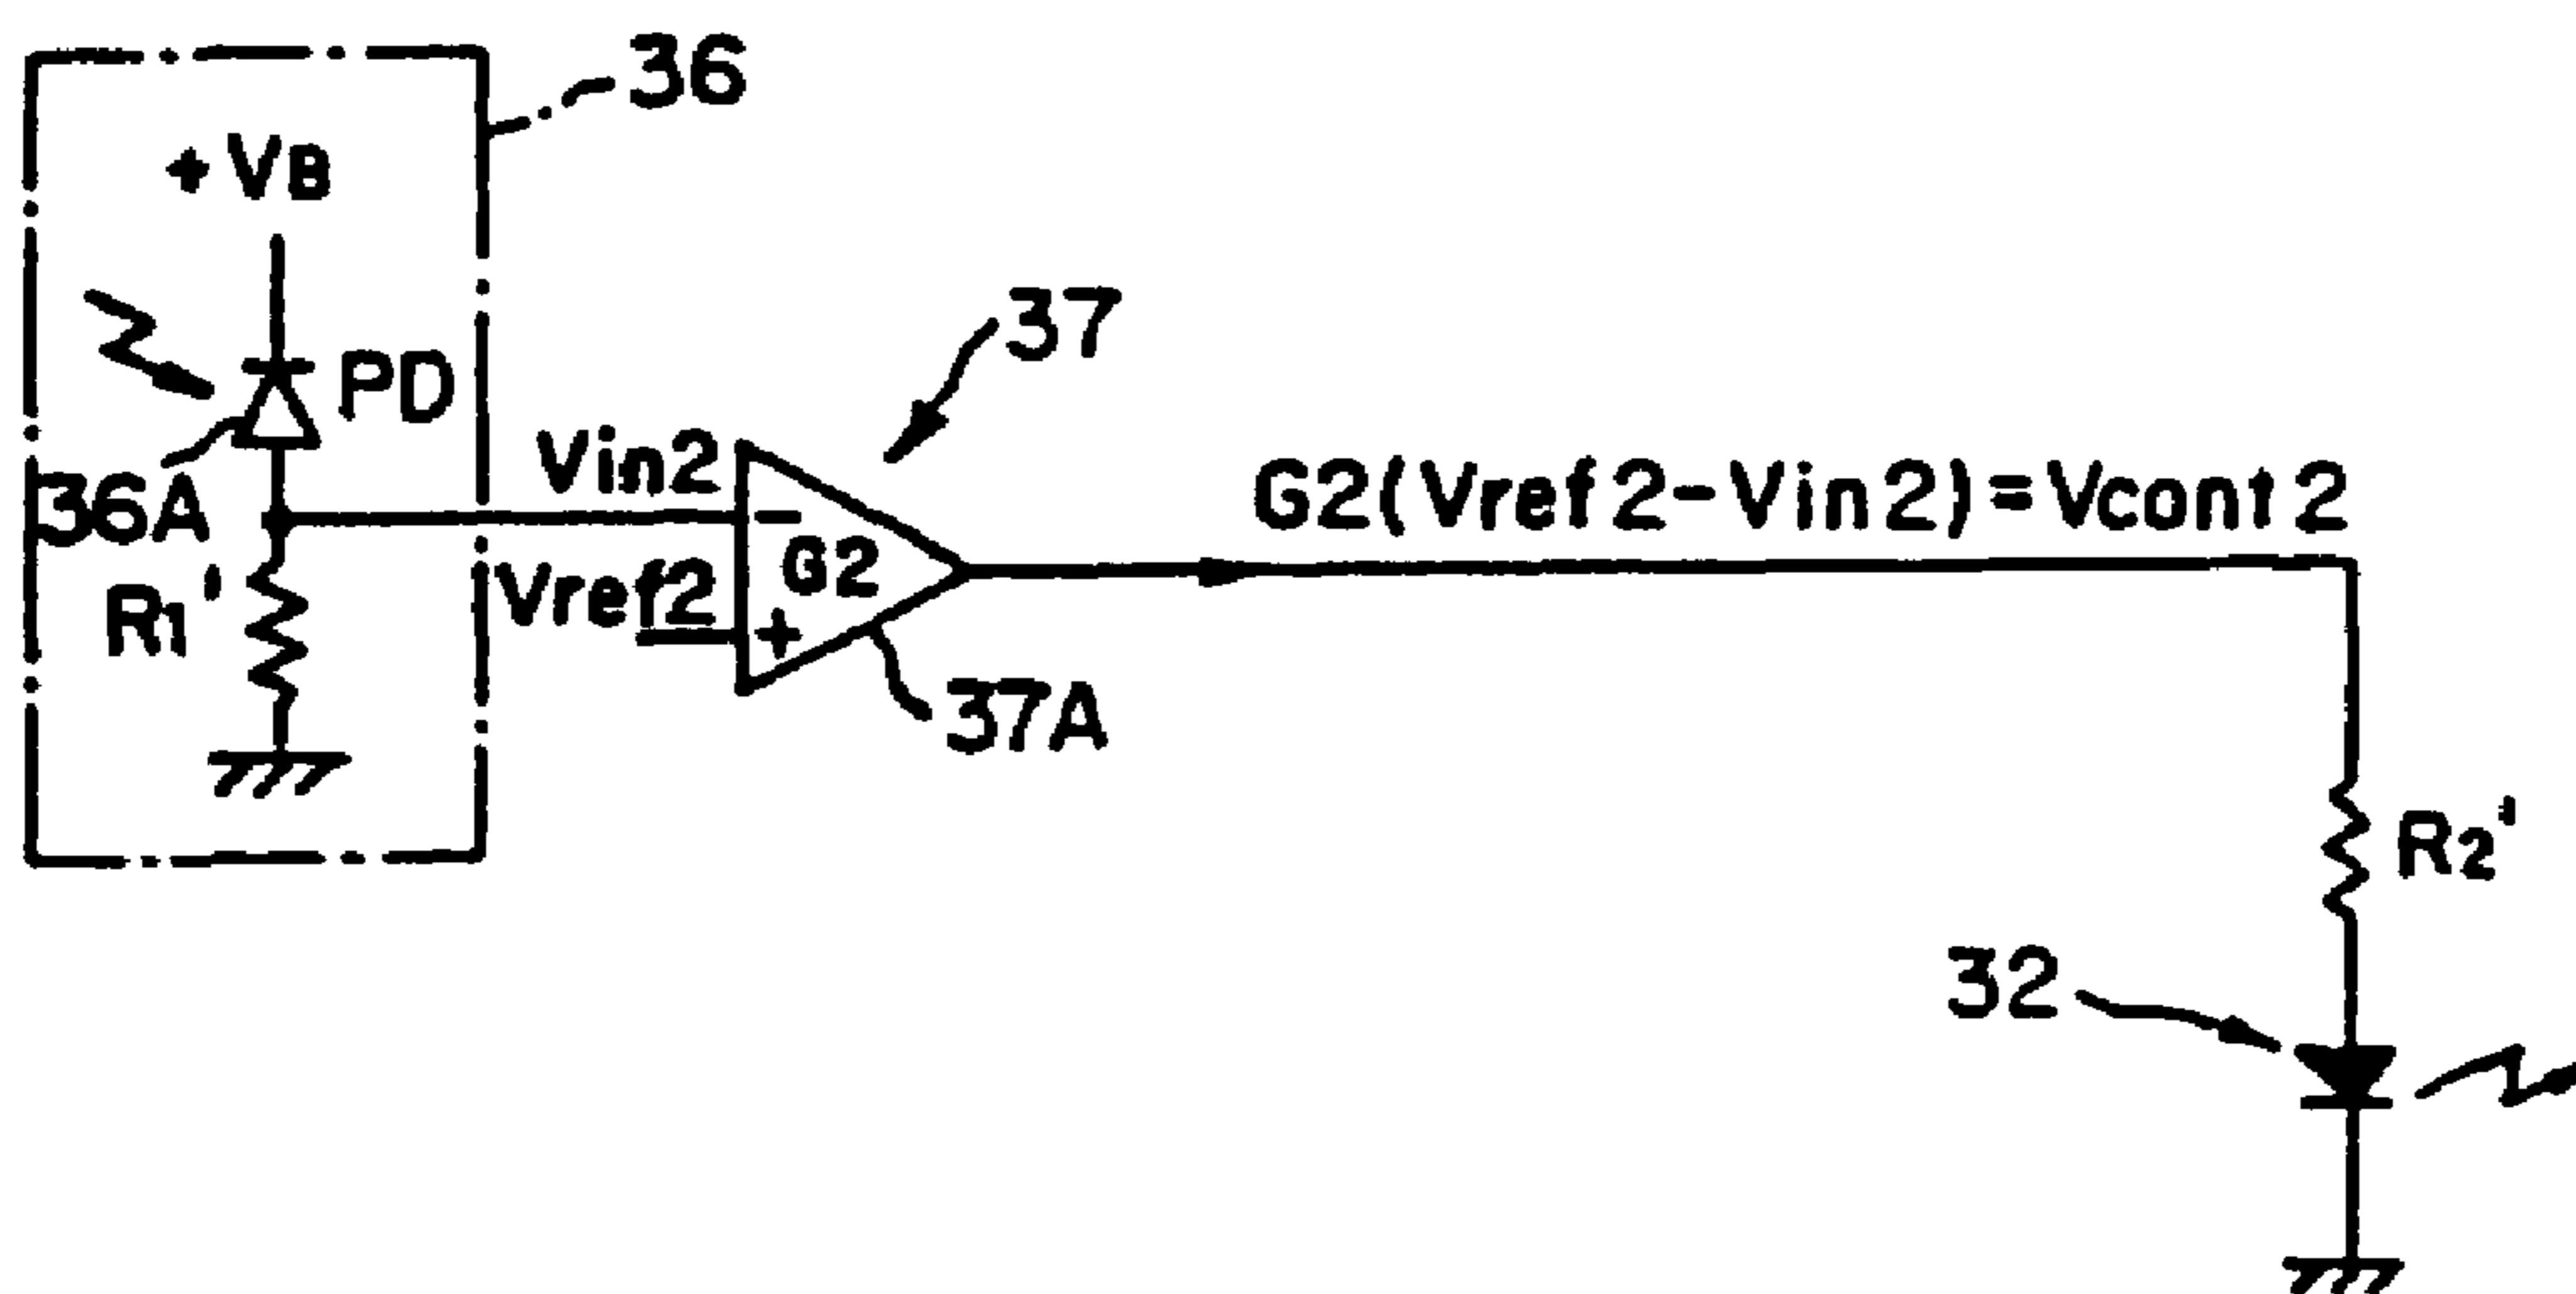 36
+VB
37
PD
Vin2
36A
G2(Vref2-Vin2)=Vcont2
-
G2
Vref2
+
R1'
37A
R2'
32